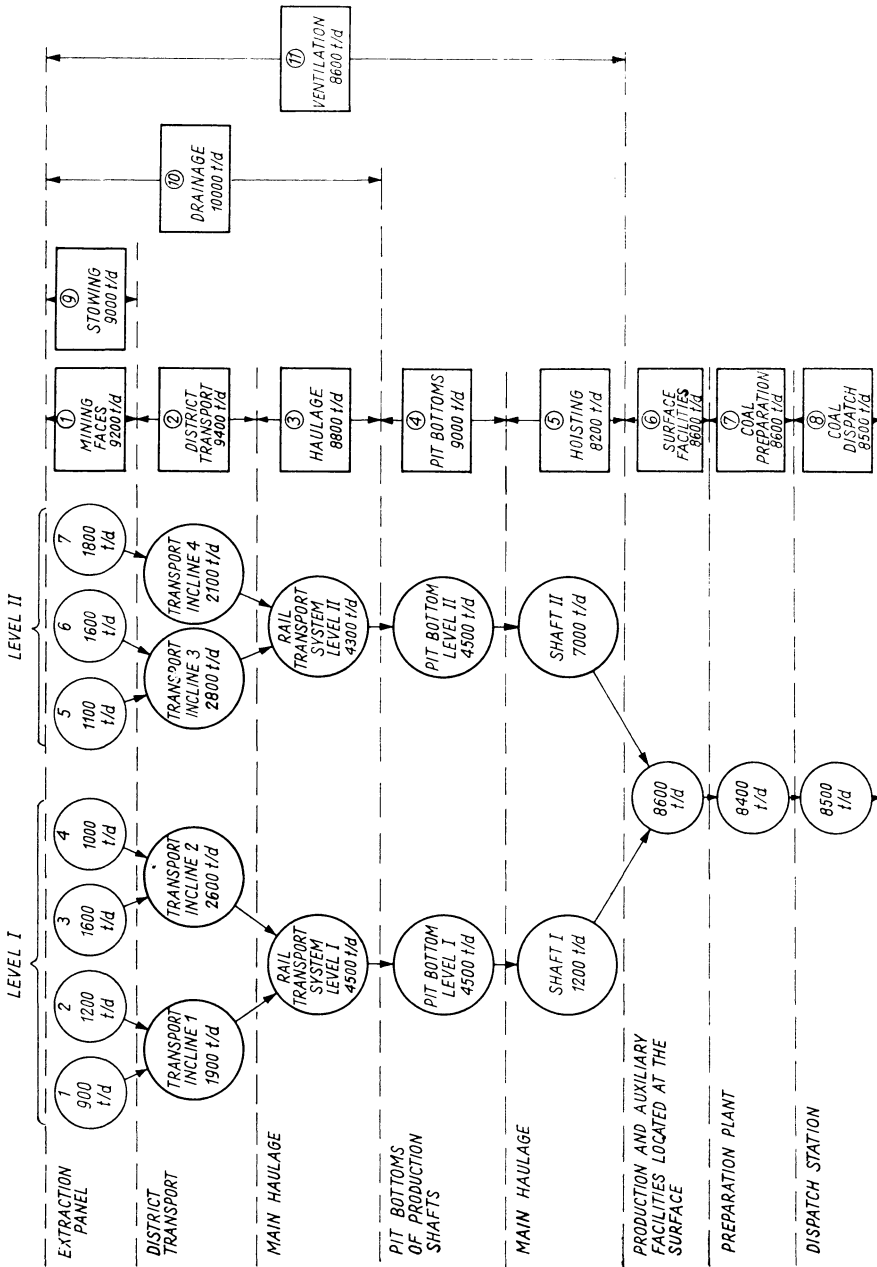 LEVEL I
LEVEL II
EXTRACTION
PANEL
1
900
t/d
2
1200
t/d
3
1600
t/d
4
1000
t/d
5
1100
t/d
6
1600
t/d
7
1800
t/d
①
MINING
FACES
9200 t/d
⑨
STOWING
9000 t/d
DISTRICT
TRANSPORT
TRANSPORT
INCLINE 1
1900 t/d
TRANSPORT
INCLINE 2
2600 t/d
TRANSPORT
INCLINE 3
2800 t/d
TRANSPORT
INCLINE 4
2100 t/d
②
DISTRICT
TRANSPORT
9400 t/d
⑩
DRAINAGE
10000 t/d
MAIN HAULAGE
RAIL
TRANSPORT
SYSTEM
LEVEL I
4500 t/d
RAIL
TRANSPORT
SYSTEM
LEVEL II
4300 t/d
③
HAULAGE
8800 t/d
⑪
VENTILATION
8600 t/d
PIT BOTTOMS
OF PRODUCTION
SHAFTS
PIT BOTTOM
LEVEL I
4500 t/d
PIT BOTTOM
LEVEL II
4500 t/d
④
PIT BOTTOMS
9000 t/d
MAIN HAULAGE
SHAFT I
1200 t/d
SHAFT II
7000 t/d
⑤
HOISTING
8200 t/d
PRODUCTION AND AUXILIARY
FACILITIES LOCATED AT THE
SURFACE
8600
t/d
⑥
SURFACE
FACILITIES
8600 t/d
PREPARATION PLANT
8400
t/d
⑦
COAL
PREPARATION
8600 t/d
DISPATCH STATION
8500
t/d
⑧
COAL
DISPATCH
8500 t/d